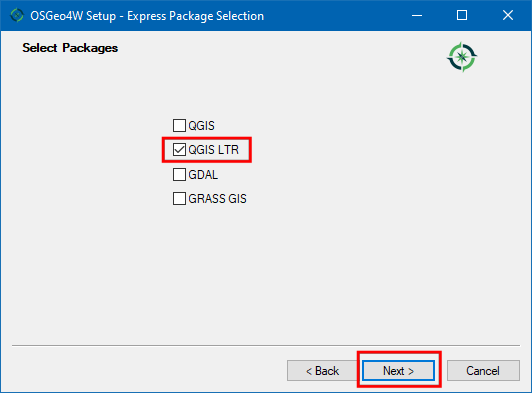 OSGeo4W Setup - Express Package Selection
Select Packages
QGIS
QGIS LTR
GDAL
GRASS GIS
< Back Next > Cancel